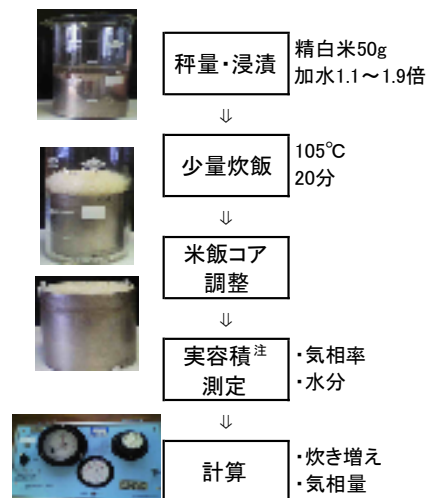 秤量・浸漬
精白米50g
加水1.1～1.9倍
⇓
少量炊飯
105℃
20分
⇓
米飯コア
調整
⇓
実容積注
測定
・気相率
・水分
⇓
計算
・炊き増え
・気相量